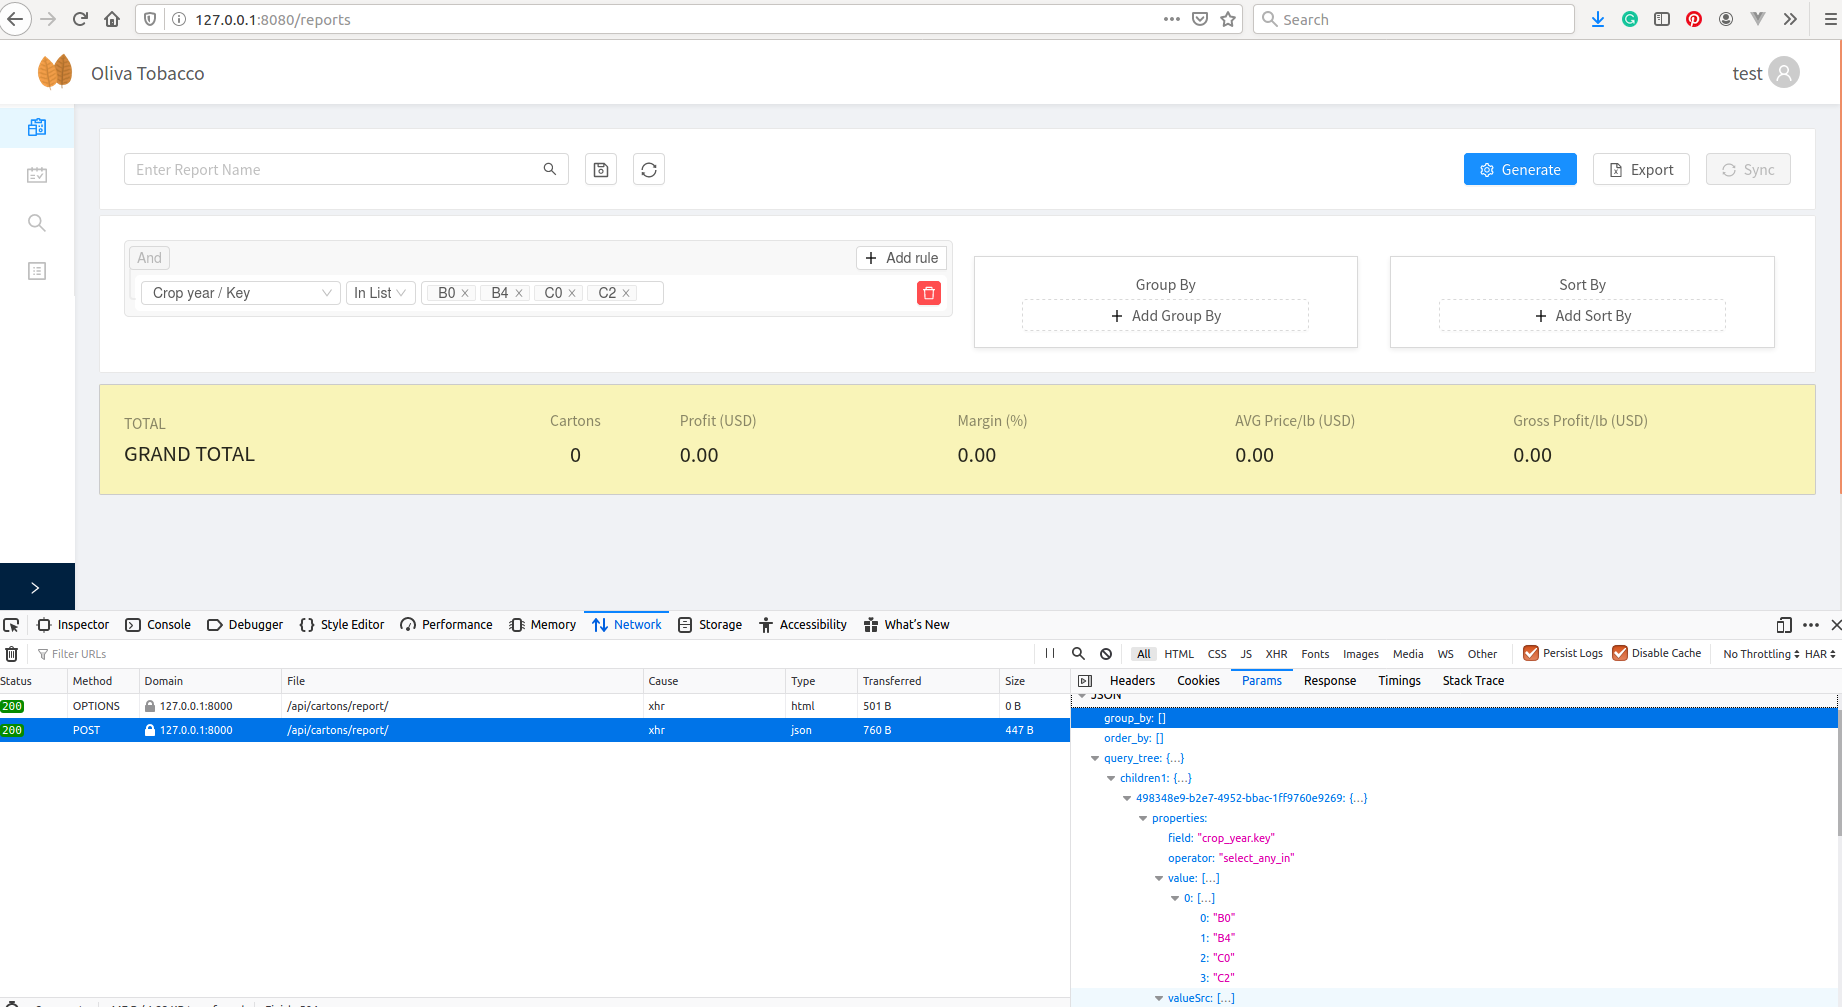 127.0.0.1:8080/reports
Search
Oliva Tobacco
test
Enter Report Name
Generate
Export
Sync
And
Add rule
Crop year / Key
In List
B0 × B4 × C0 × C2 ×
Group By
Add Group By
Sort By
Add Sort By
TOTAL
GRAND TOTAL
Cartons
0
Profit (USD)
0.00
Margin (%)
0.00
AVG Price/lb (USD)
0.00
Gross Profit/lb (USD)
0.00
Inspector Console Debugger Style Editor Performance Memory Network Storage Accessibility What's New
Filter URLs
All HTML CSS JS XHR Fonts Images Media WS Other Persist Logs Disable Cache No Throttling HAR
Status Method Domain File Cause Type Transferred Size
200 OPTIONS 127.0.0.1:8000 /api/cartons/report/ xhr html 501 B 0 B
200 POST 127.0.0.1:8000 /api/cartons/report/ xhr json 760 B 447 B
Headers Cookies Params Response Timings Stack Trace
JSON
group_by: []
order_by: []
query_tree: {…}
children1: {…}
498348e9-b2e7-4952-bbac-1ff9760e9269: {…}
properties:
field: "crop_year.key"
operator: "select_any_in"
value: […]
0: […]
0: "B0"
1: "B4"
2: "C0"
3: "C2"
valueSrc: […]